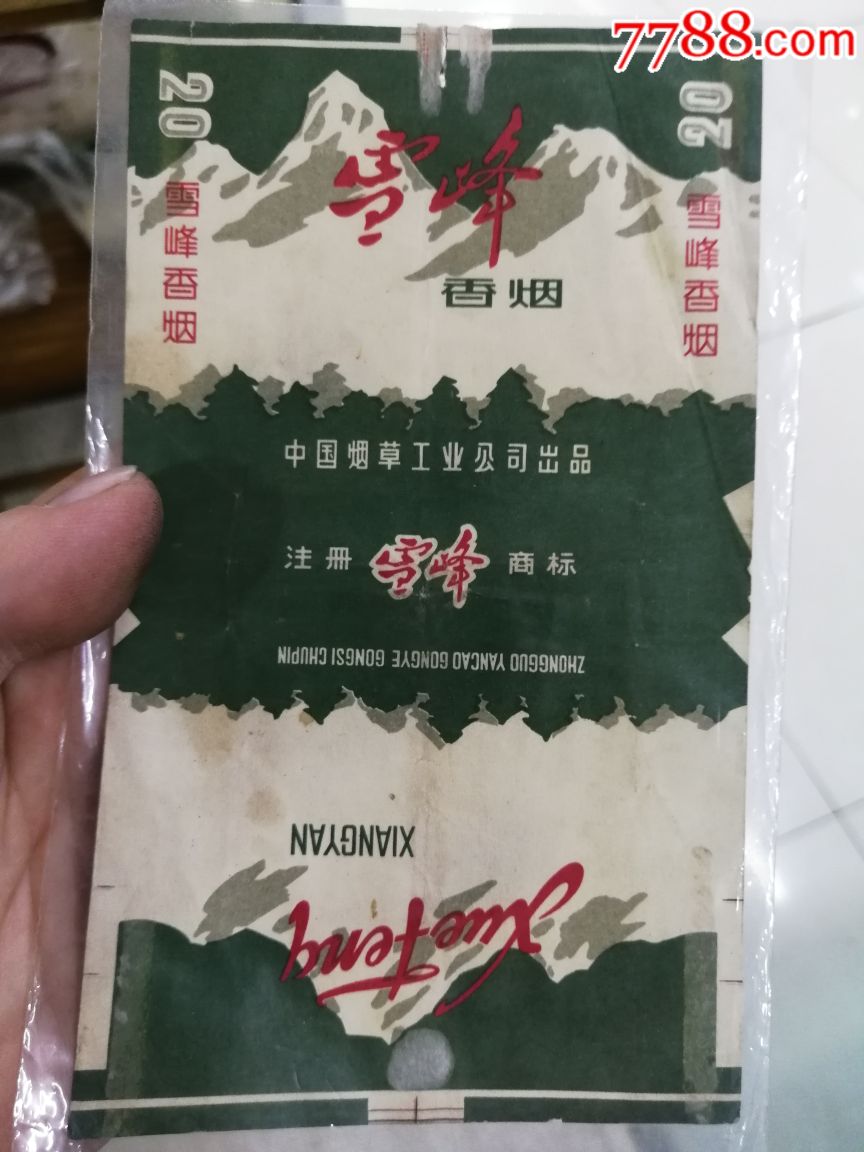 7788.com
20
20
雪峰
香烟
雪峰香烟
雪峰香烟
中国烟草工业公司出品
注册 雪峰 商标
ZHONGGUO YANCAO GONGYE GONGSI CHUPIN
XIANGYAN
XueFeng